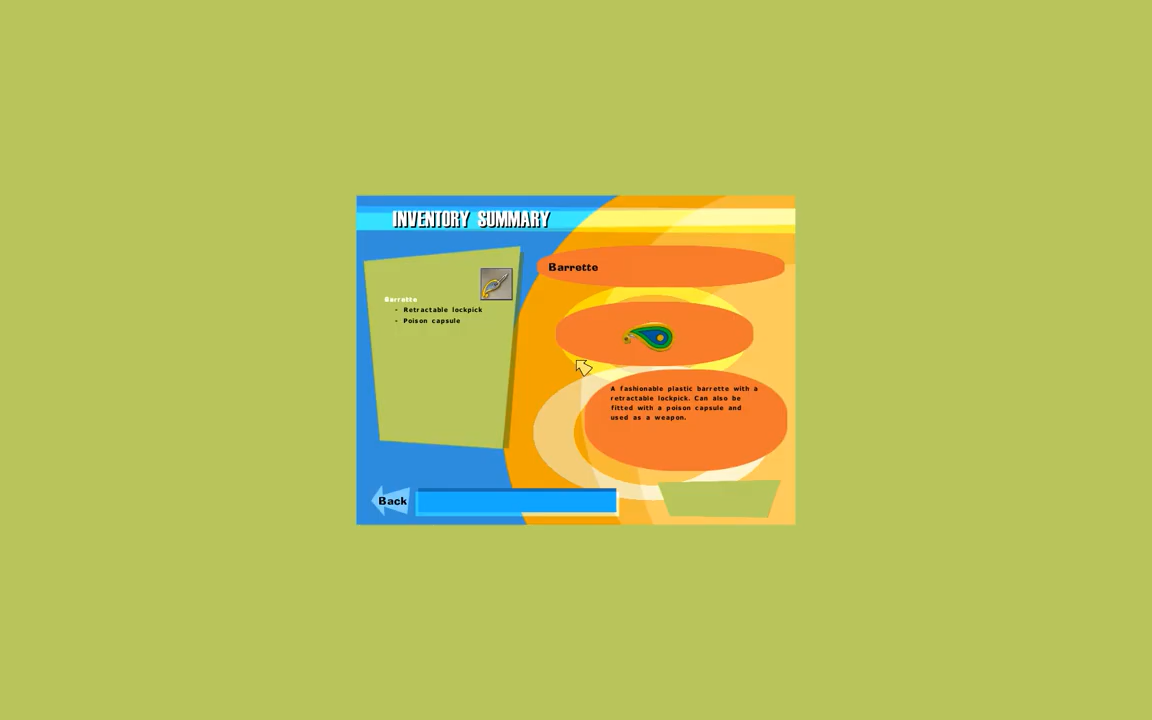 INVENTORY SUMMARY
Barrette
- Retractable lockpick
- Poison capsule
Barrette
A fashionable plastic barrette with a
retractable lockpick. Can also be
fitted with a poison capsule and
used as a weapon.
Back